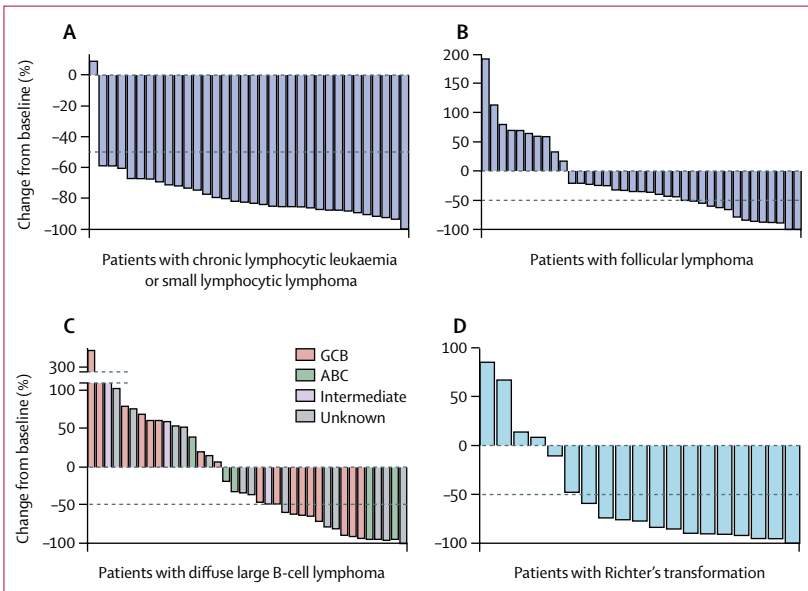 A
Change from baseline (%)
0
–20
–40
–60
–80
–100
Patients with chronic lymphocytic leukaemia
or small lymphocytic lymphoma
B
200
150
100
50
0
–50
–100
Patients with follicular lymphoma
C
Change from baseline (%)
300
100
50
0
–50
–100
GCB
ABC
Intermediate
Unknown
Patients with diffuse large B-cell lymphoma
D
100
50
0
–50
–100
Patients with Richter's transformation